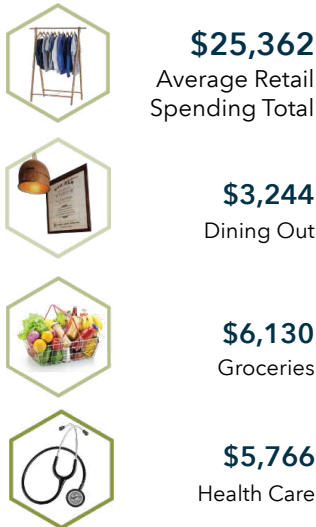 $25,362
Average Retail
Spending Total
$3,244
Dining Out
$6,130
Groceries
$5,766
Health Care